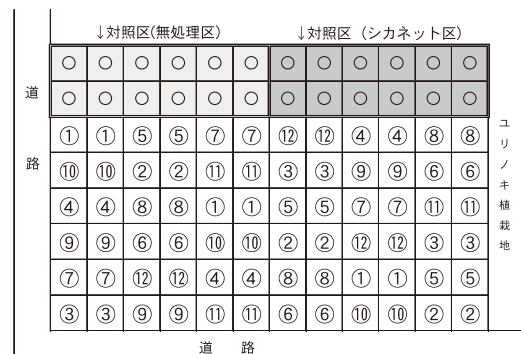 ↓対照区(無処理区) ↓対照区（シカネット区）
○ ○ ○ ○ ○ ○ ○ ○ ○ ○ ○ ○
○ ○ ○ ○ ○ ○ ○ ○ ○ ○ ○ ○
① ① ⑤ ⑤ ⑦ ⑦ ⑫ ⑫ ④ ④ ⑧ ⑧
⑩ ⑩ ② ② ⑪ ⑪ ③ ③ ⑨ ⑨ ⑥ ⑥
④ ④ ⑧ ⑧ ① ① ⑤ ⑤ ⑦ ⑦ ⑪ ⑪
⑨ ⑨ ⑥ ⑥ ⑩ ⑩ ② ② ⑫ ⑫ ③ ③
⑦ ⑦ ⑫ ⑫ ④ ④ ⑧ ⑧ ① ① ⑤ ⑤
③ ③ ⑨ ⑨ ⑪ ⑪ ⑥ ⑥ ⑩ ⑩ ② ②
道路
ユリノキ植栽地
道路